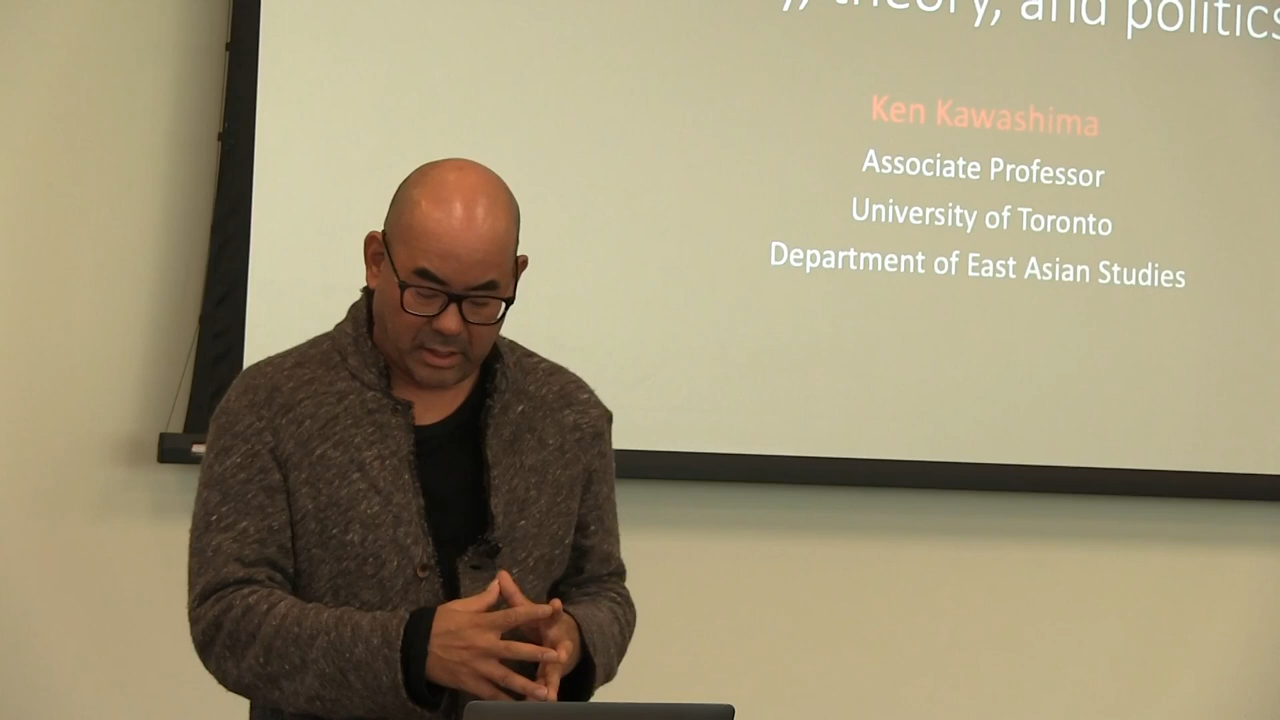 theory, and politics
Ken Kawashima
Associate Professor
University of Toronto
Department of East Asian Studies